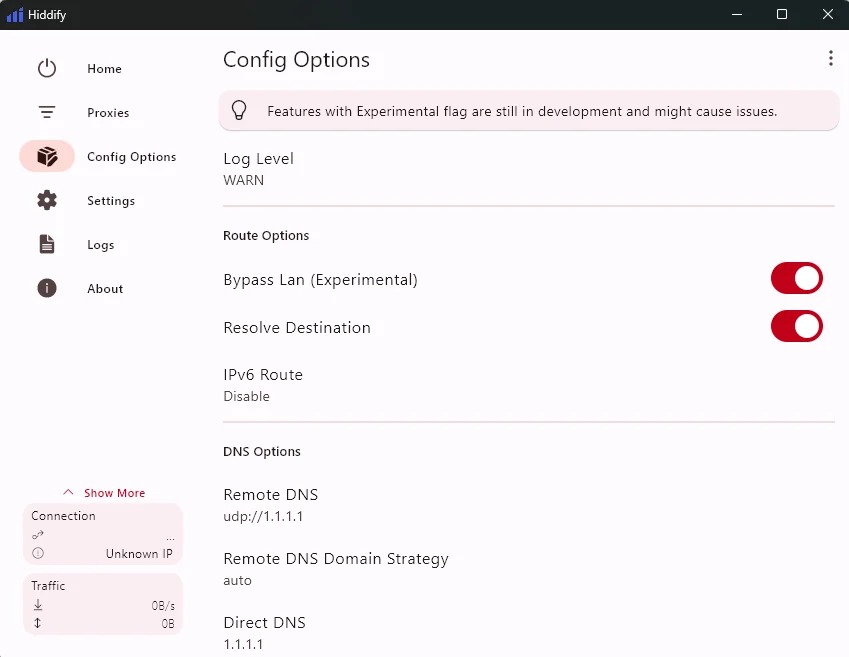 Hiddify
Home
Proxies
Config Options
Settings
Logs
About
Show More
Connection
...
Unknown IP
Traffic
0B/s
0B
Config Options
Features with Experimental flag are still in development and might cause issues.
Log Level
WARN
Route Options
Bypass Lan (Experimental)
Resolve Destination
IPv6 Route
Disable
DNS Options
Remote DNS
udp://1.1.1.1
Remote DNS Domain Strategy
auto
Direct DNS
1.1.1.1